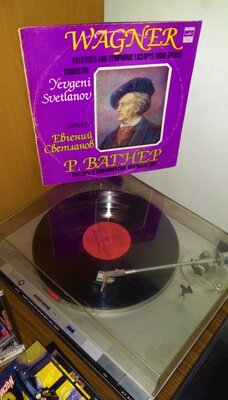 WAGNER
OVERTURES AND SYMPHONIC EXCERPTS FROM OPERAS
CONDUCTOR
Yevgeni
Svetlanov
Евгений
Светланов
Р. ВАГНЕР